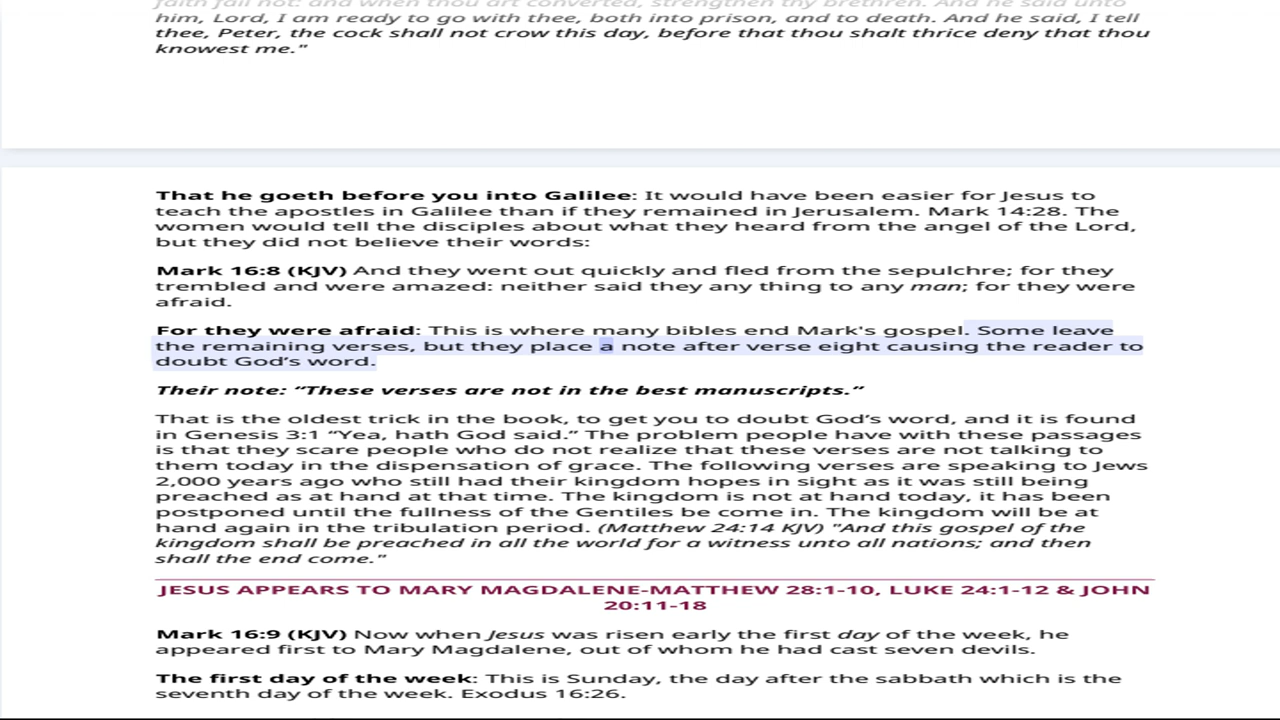 faith fail not: and when thou art converted, strengthen thy brethren. And he said unto
him, Lord, I am ready to go with thee, both into prison, and to death. And he said, I tell
thee, Peter, the cock shall not crow this day, before that thou shalt thrice deny that thou
knowest me."
That he goeth before you into Galilee: It would have been easier for Jesus to
teach the apostles in Galilee than if they remained in Jerusalem. Mark 14:28. The
women would tell the disciples about what they heard from the angel of the Lord,
but they did not believe their words:
Mark 16:8 (KJV) And they went out quickly and fled from the sepulchre; for they
trembled and were amazed: neither said they any thing to any man; for they were
afraid.
For they were afraid: This is where many bibles end Mark's gospel. Some leave
the remaining verses, but they place a note after verse eight causing the reader to
doubt God’s word.
Their note: “These verses are not in the best manuscripts.”
That is the oldest trick in the book, to get you to doubt God’s word, and it is found
in Genesis 3:1 “Yea, hath God said.” The problem people have with these passages
is that they scare people who do not realize that these verses are not talking to
them today in the dispensation of grace. The following verses are speaking to Jews
2,000 years ago who still had their kingdom hopes in sight as it was still being
preached as at hand at that time. The kingdom is not at hand today, it has been
postponed until the fullness of the Gentiles be come in. The kingdom will be at
hand again in the tribulation period. (Matthew 24:14 KJV) "And this gospel of the
kingdom shall be preached in all the world for a witness unto all nations; and then
shall the end come."
JESUS APPEARS TO MARY MAGDALENE-MATTHEW 28:1-10, LUKE 24:1-12 & JOHN
20:11-18
Mark 16:9 (KJV) Now when Jesus was risen early the first day of the week, he
appeared first to Mary Magdalene, out of whom he had cast seven devils.
The first day of the week: This is Sunday, the day after the sabbath which is the
seventh day of the week. Exodus 16:26.